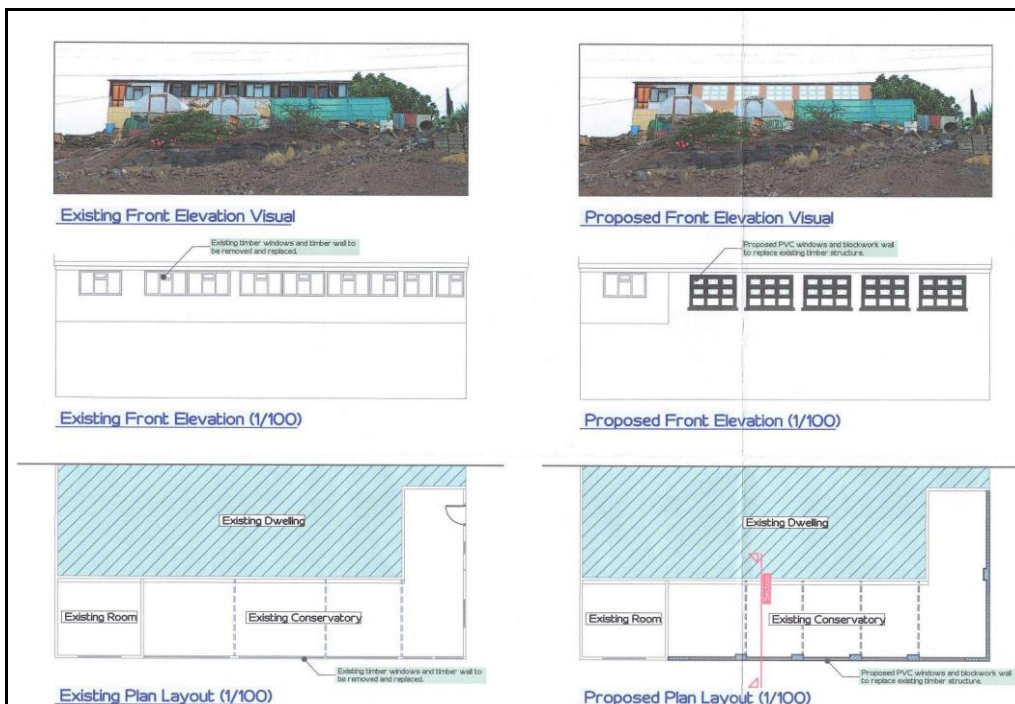 Existing Front Elevation Visual
Proposed Front Elevation Visual
Existing timber windows and timber wall to
be removed and replaced.
Proposed PVC windows and blockwork wall
to replace existing timber structure.
Existing Front Elevation (1/100)
Proposed Front Elevation (1/100)
Existing Dwelling
Existing Dwelling
Section
Existing Room
Existing Conservatory
Existing Room
Existing Conservatory
Existing timber windows and timber wall to
be removed and replaced.
Proposed PVC windows and blockwork wall
to replace existing timber structure.
Existing Plan Layout (1/100)
Proposed Plan Layout (1/100)